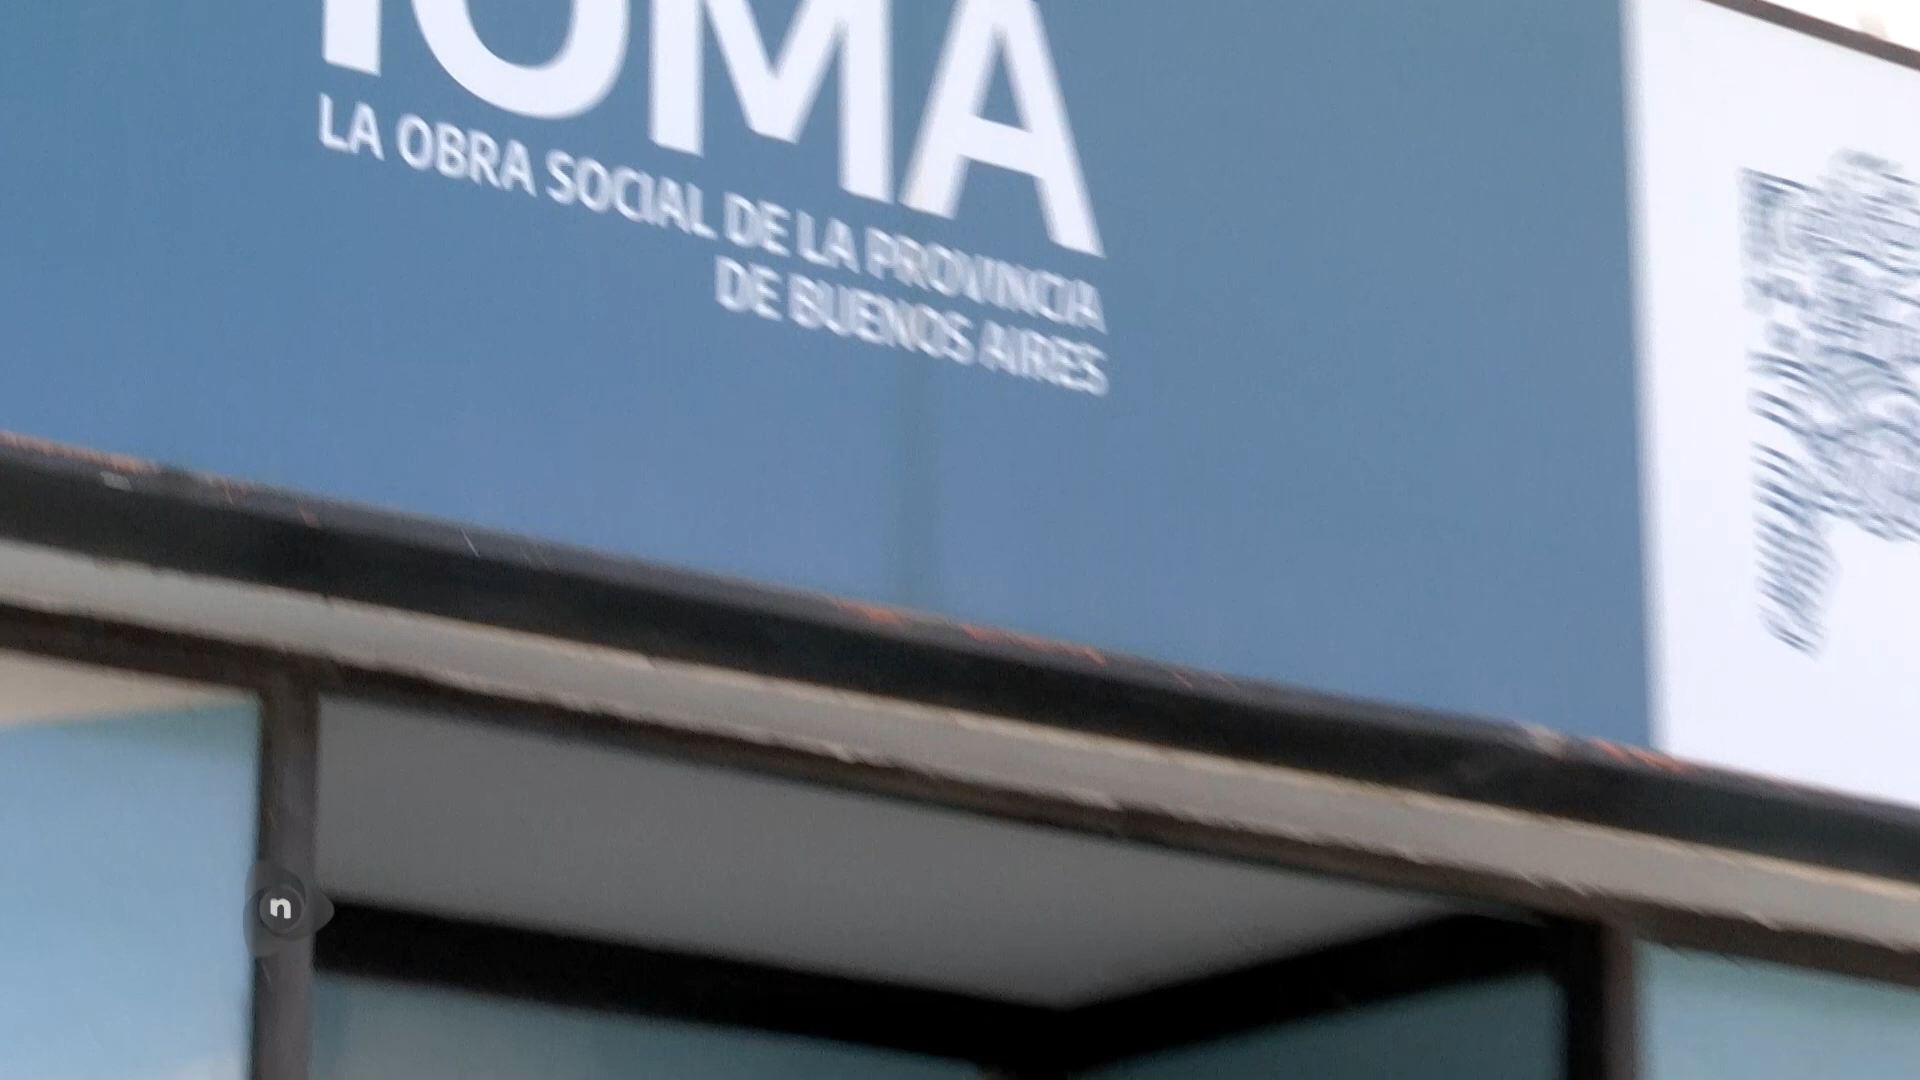 IOMA
LA OBRA SOCIAL DE LA PROVINCIA
DE BUENOS AIRES
n